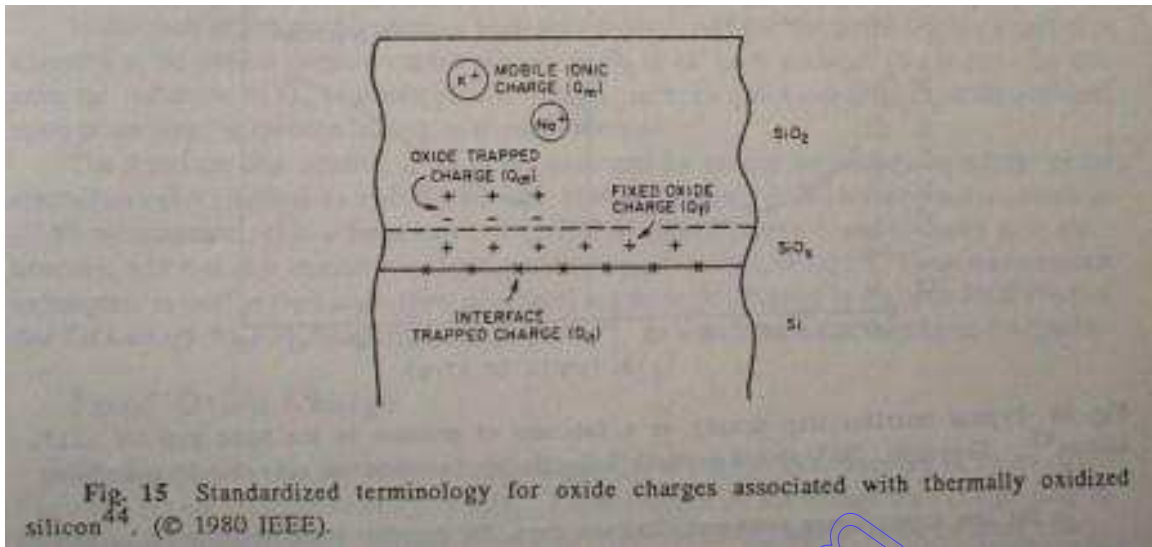 K+
MOBILE IONIC
CHARGE (Qm)
Na+
SiO2
OXIDE TRAPPED
CHARGE (Qot)
+ + +
- - -
FIXED OXIDE
CHARGE (Qf)
+ + + + + +
SiOx
INTERFACE
TRAPPED CHARGE (Qit)
Si
Fig. 15 Standardized terminology for oxide charges associated with thermally oxidized
silicon44. (© 1980 IEEE).